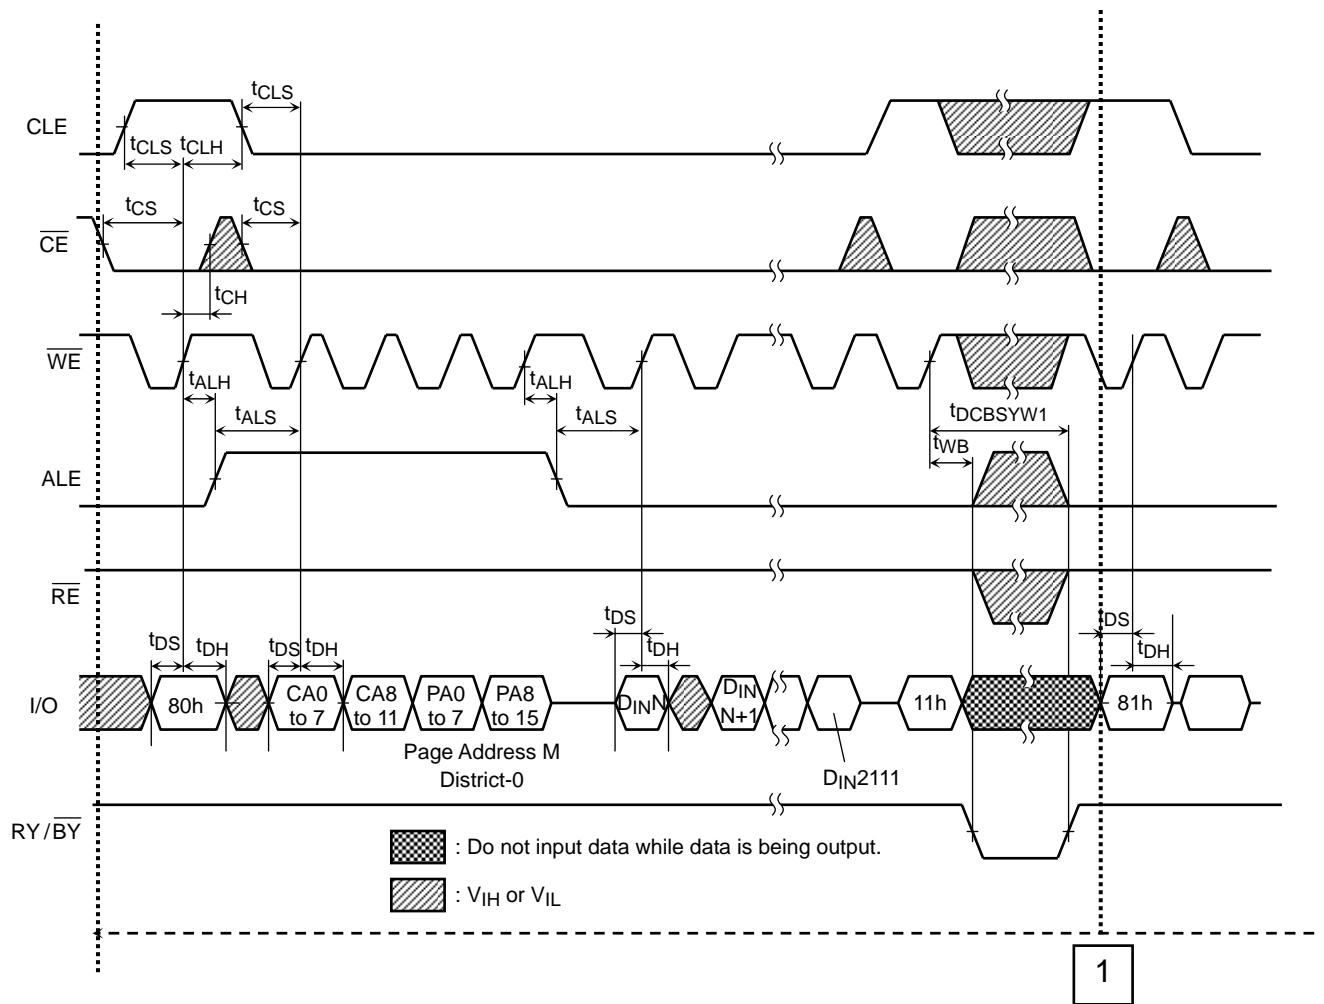 tCLS
CLE
tCLS tCLH
tCS tCS
CE
tCH
WE
tALH tALH
tALS tALS tDCBSYW1
tWB
ALE
RE
tDS tDH tDS tDH tDS tDH DS tDH
I/O 80h CA0 to 7 CA8 to 11 PA0 to 7 PA8 to 15 DINN DIN N+1 11h 81h
Page Address M
District-0
DIN2111
RY/BY
: Do not input data while data is being output.
: VIH or VIL
1